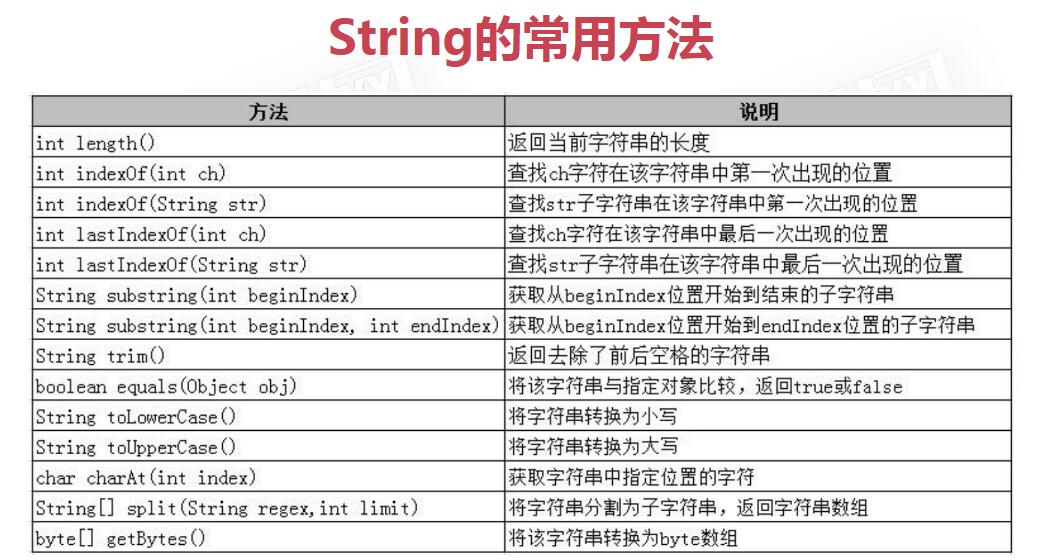 String的常用方法
方法 说明
int length() 返回当前字符串的长度
int indexOf(int ch) 查找ch字符在该字符串中第一次出现的位置
int indexOf(String str) 查找str子字符串在该字符串中第一次出现的位置
int lastIndexOf(int ch) 查找ch字符在该字符串中最后一次出现的位置
int lastIndexOf(String str) 查找str子字符串在该字符串中最后一次出现的位置
String substring(int beginIndex) 获取从beginIndex位置开始到结束的子字符串
String substring(int beginIndex, int endIndex) 获取从beginIndex位置开始到endIndex位置的子字符串
String trim() 返回去除了前后空格的字符串
boolean equals(Object obj) 将该字符串与指定对象比较，返回true或false
String toLowerCase() 将字符串转换为小写
String toUpperCase() 将字符串转换为大写
char charAt(int index) 获取字符串中指定位置的字符
String[] split(String regex,int limit) 将字符串分割为子字符串，返回字符串数组
byte[] getBytes() 将该字符串转换为byte数组